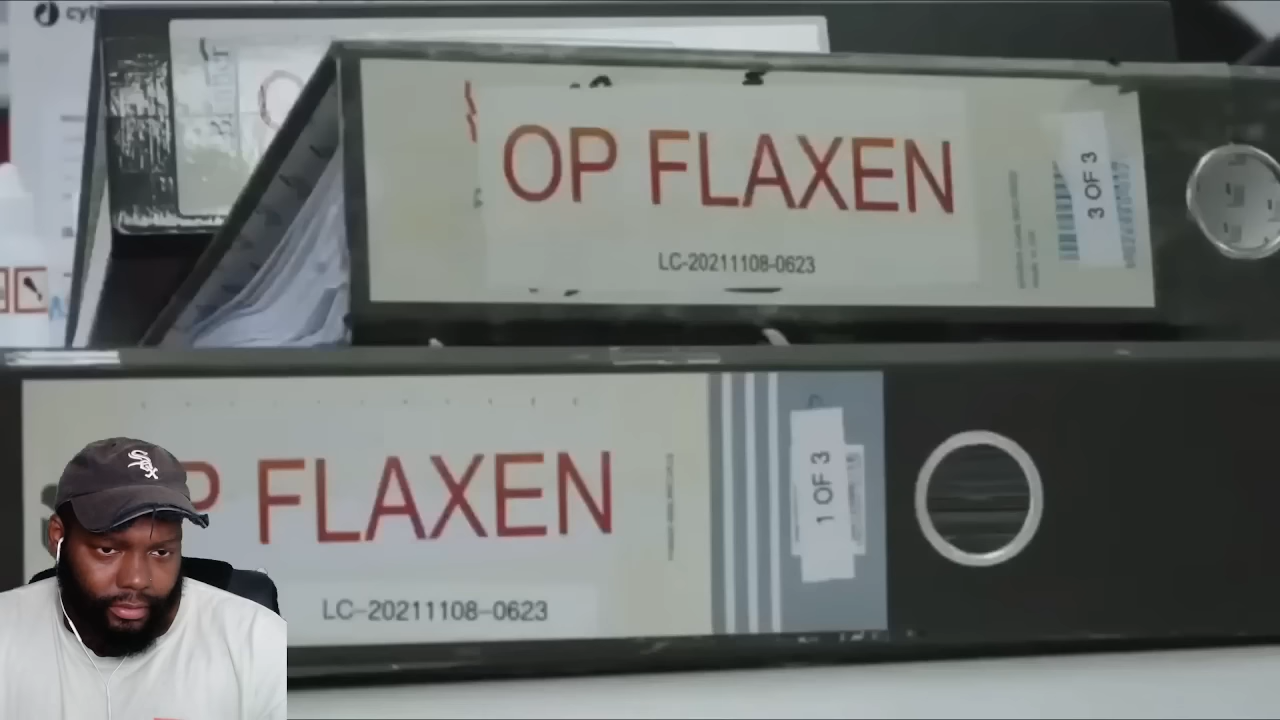 OP FLAXEN
LC-20211108-0623
3 OF 3
P FLAXEN
LC-20211108-0623
1 OF 3